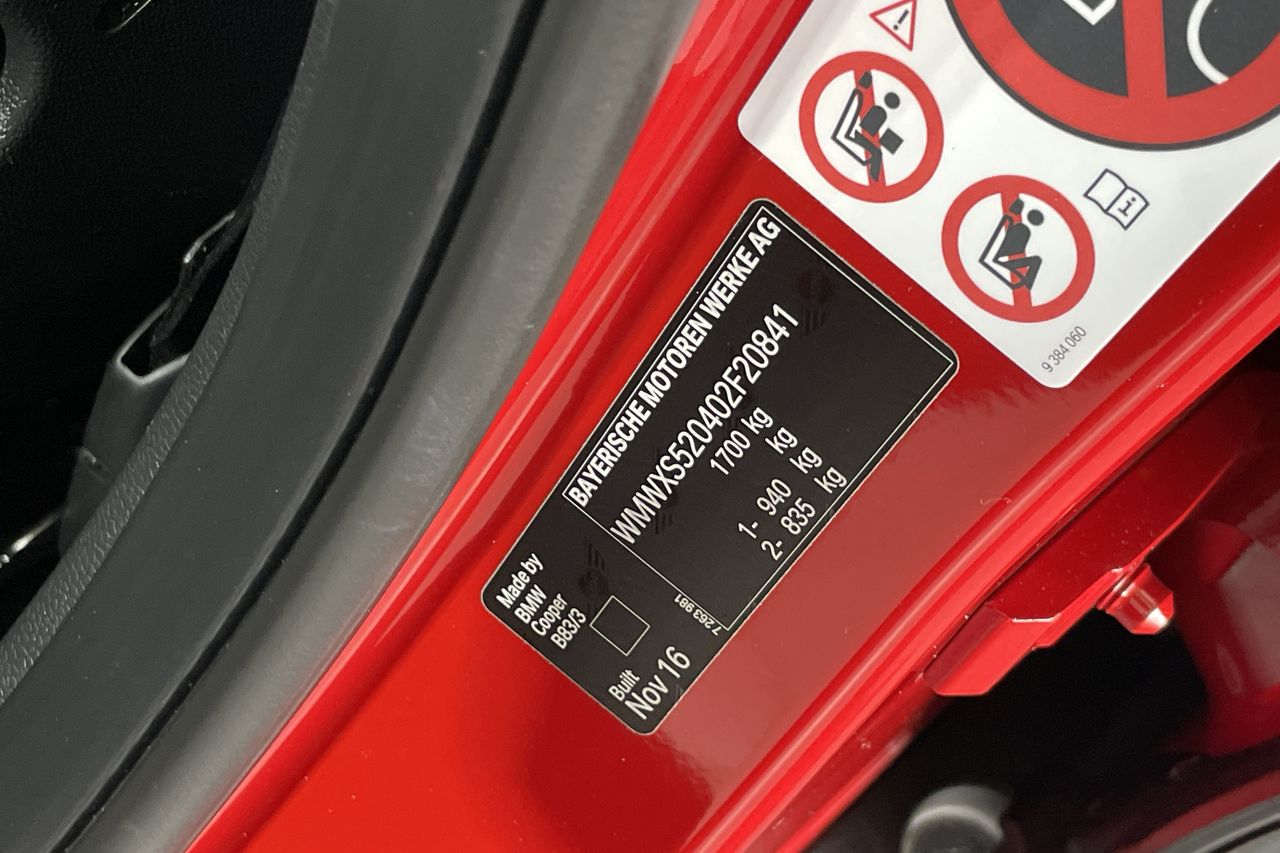 BAYERISCHE MOTOREN WERKE AG
WMWXS520402F20841
1700 kg
kg
1- 940 kg
2- 835 kg
Made by
BMW
Cooper
B83/3
7 263 981
Built
Nov 16
9 384 060